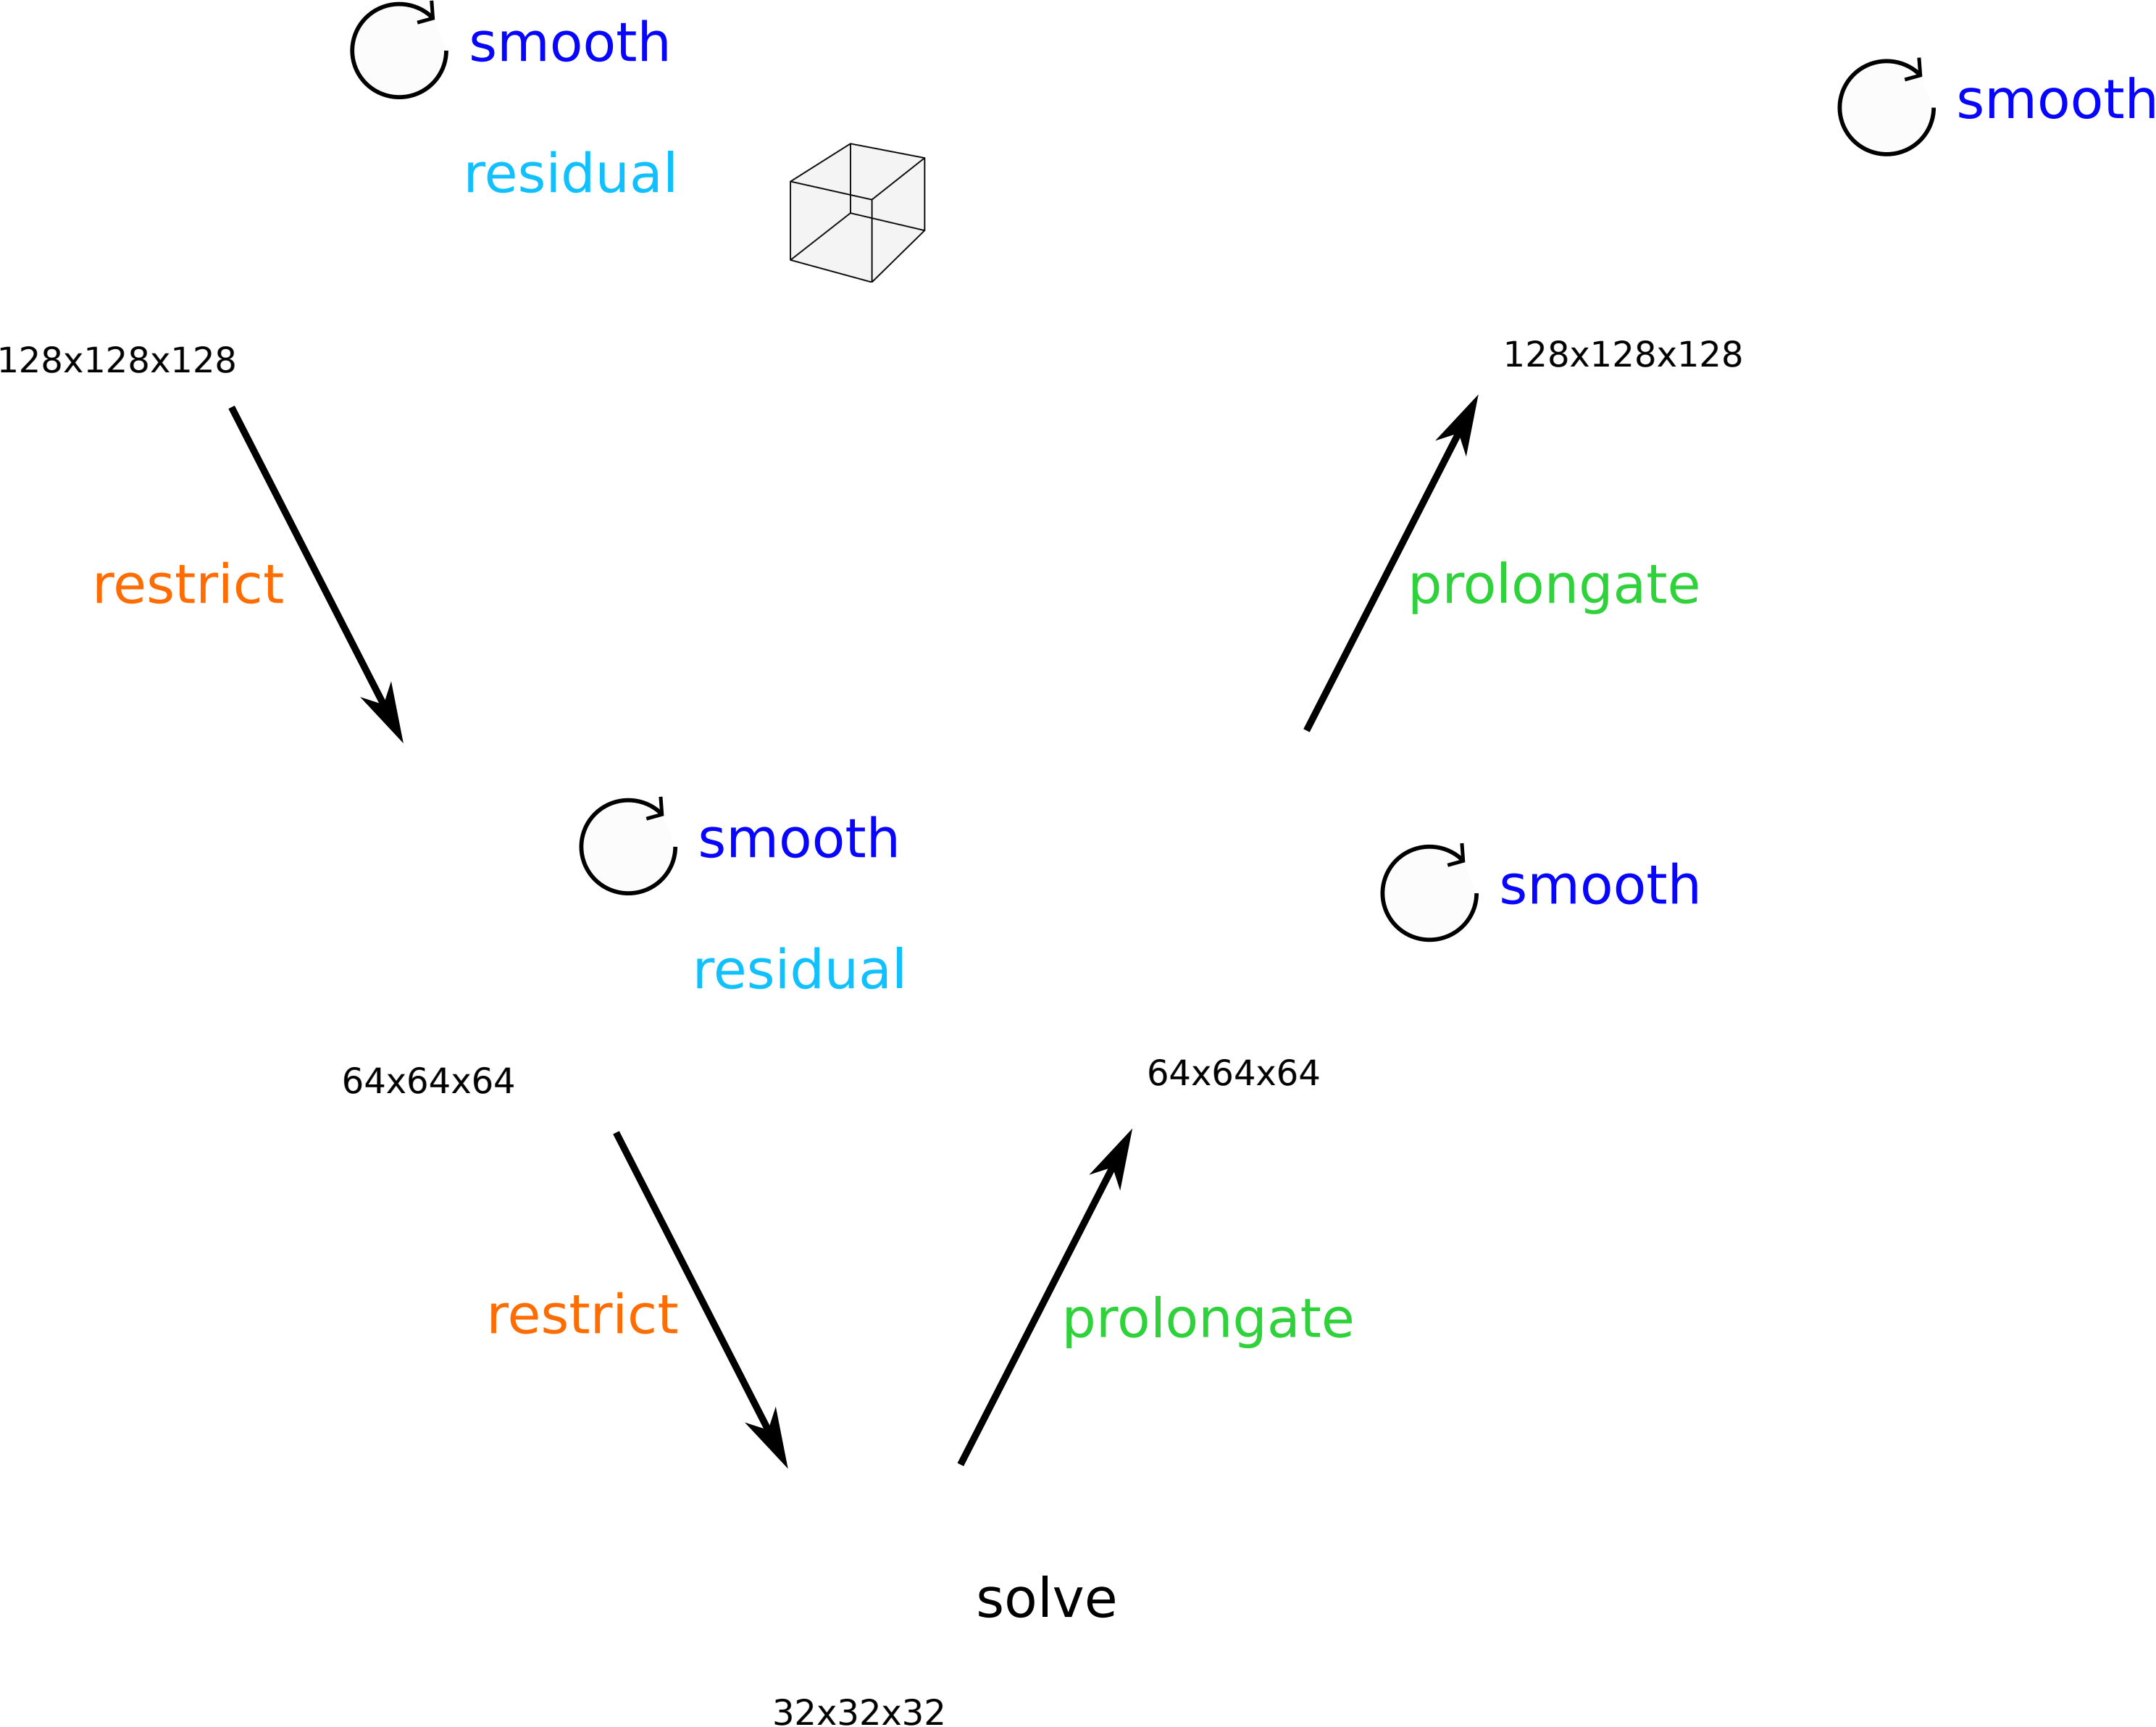 smooth
smooth
residual
128x128x128
128x128x128
restrict
prolongate
smooth
smooth
residual
64x64x64
64x64x64
restrict
prolongate
solve
32x32x32